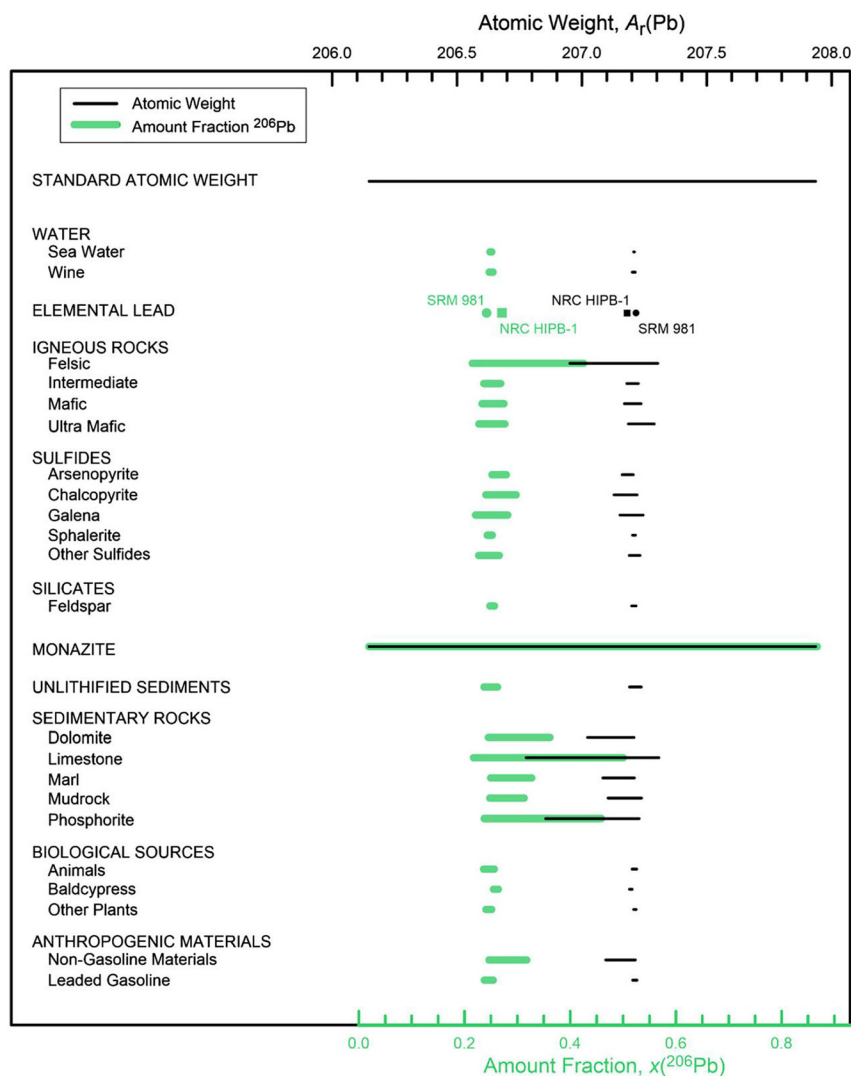 Atomic Weight, Aᵣ(Pb)
206.0 206.5 207.0 207.5 208.0
Atomic Weight
Amount Fraction ²⁰⁶Pb
STANDARD ATOMIC WEIGHT
WATER
Sea Water
Wine
SRM 981 NRC HIPB-1
ELEMENTAL LEAD
NRC HIPB-1 SRM 981
IGNEOUS ROCKS
Felsic
Intermediate
Mafic
Ultra Mafic
SULFIDES
Arsenopyrite
Chalcopyrite
Galena
Sphalerite
Other Sulfides
SILICATES
Feldspar
MONAZITE
UNLITHIFIED SEDIMENTS
SEDIMENTARY ROCKS
Dolomite
Limestone
Marl
Mudrock
Phosphorite
BIOLOGICAL SOURCES
Animals
Baldcypress
Other Plants
ANTHROPOGENIC MATERIALS
Non-Gasoline Materials
Leaded Gasoline
0.0 0.2 0.4 0.6 0.8
Amount Fraction, x(²⁰⁶Pb)